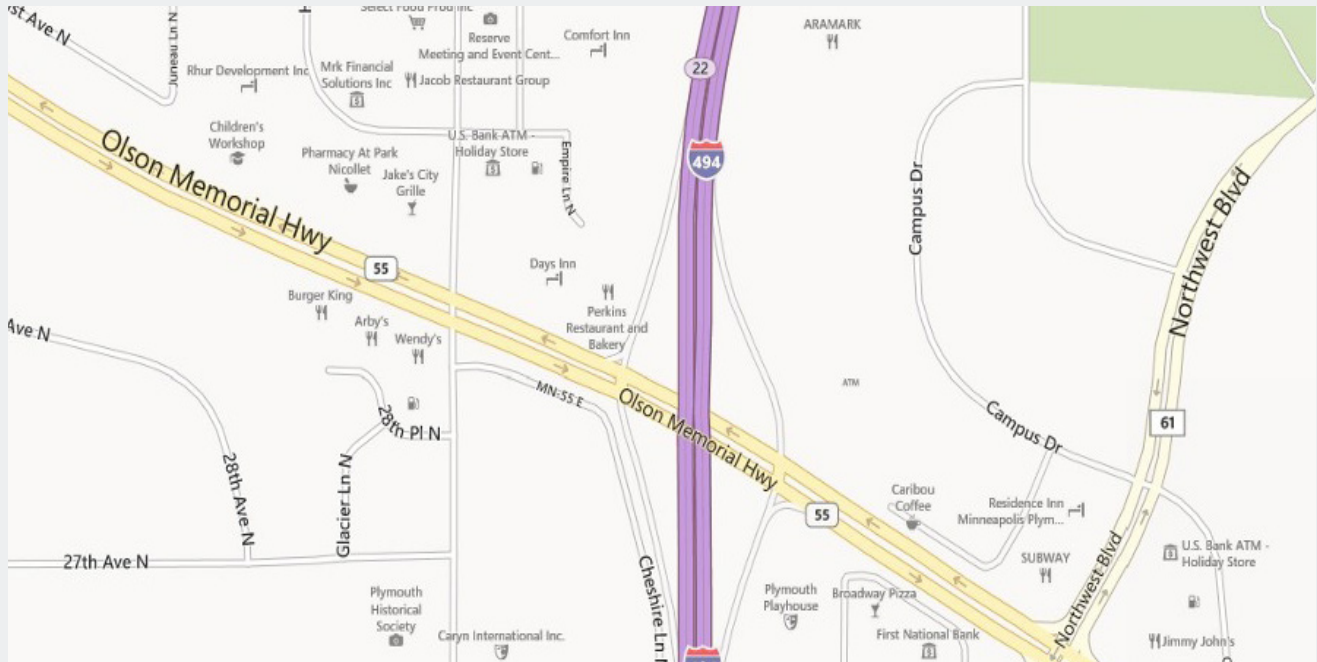 st Ave N
Juneau Ln N
Select Food Prod Inc
Reserve
Meeting and Event Cent...
Comfort Inn
22
ARAMARK
Rhur Development Inc
Mrk Financial
Solutions Inc
Jacob Restaurant Group
Children's
Workshop
U.S. Bank ATM -
Holiday Store
Pharmacy At Park
Nicollet
Jake's City
Grille
Empire Ln N
494
Campus Dr
Northwest Blvd
Olson Memorial Hwy
55
Days Inn
Burger King
Arby's
Wendy's
Perkins
Restaurant and
Bakery
Ave N
MN-55 E
ATM
Olson Memorial Hwy
28th Pl N
Campus Dr
61
28th Ave N
Glacier Ln N
55
Caribou
Coffee
Residence Inn
Minneapolis Plym...
SUBWAY
U.S. Bank ATM -
Holiday Store
27th Ave N
Cheshire Ln
Northwest Blvd
Plymouth
Historical
Society
Caryn International Inc.
Plymouth
Playhouse
Broadway Pizza
First National Bank
Jimmy John's